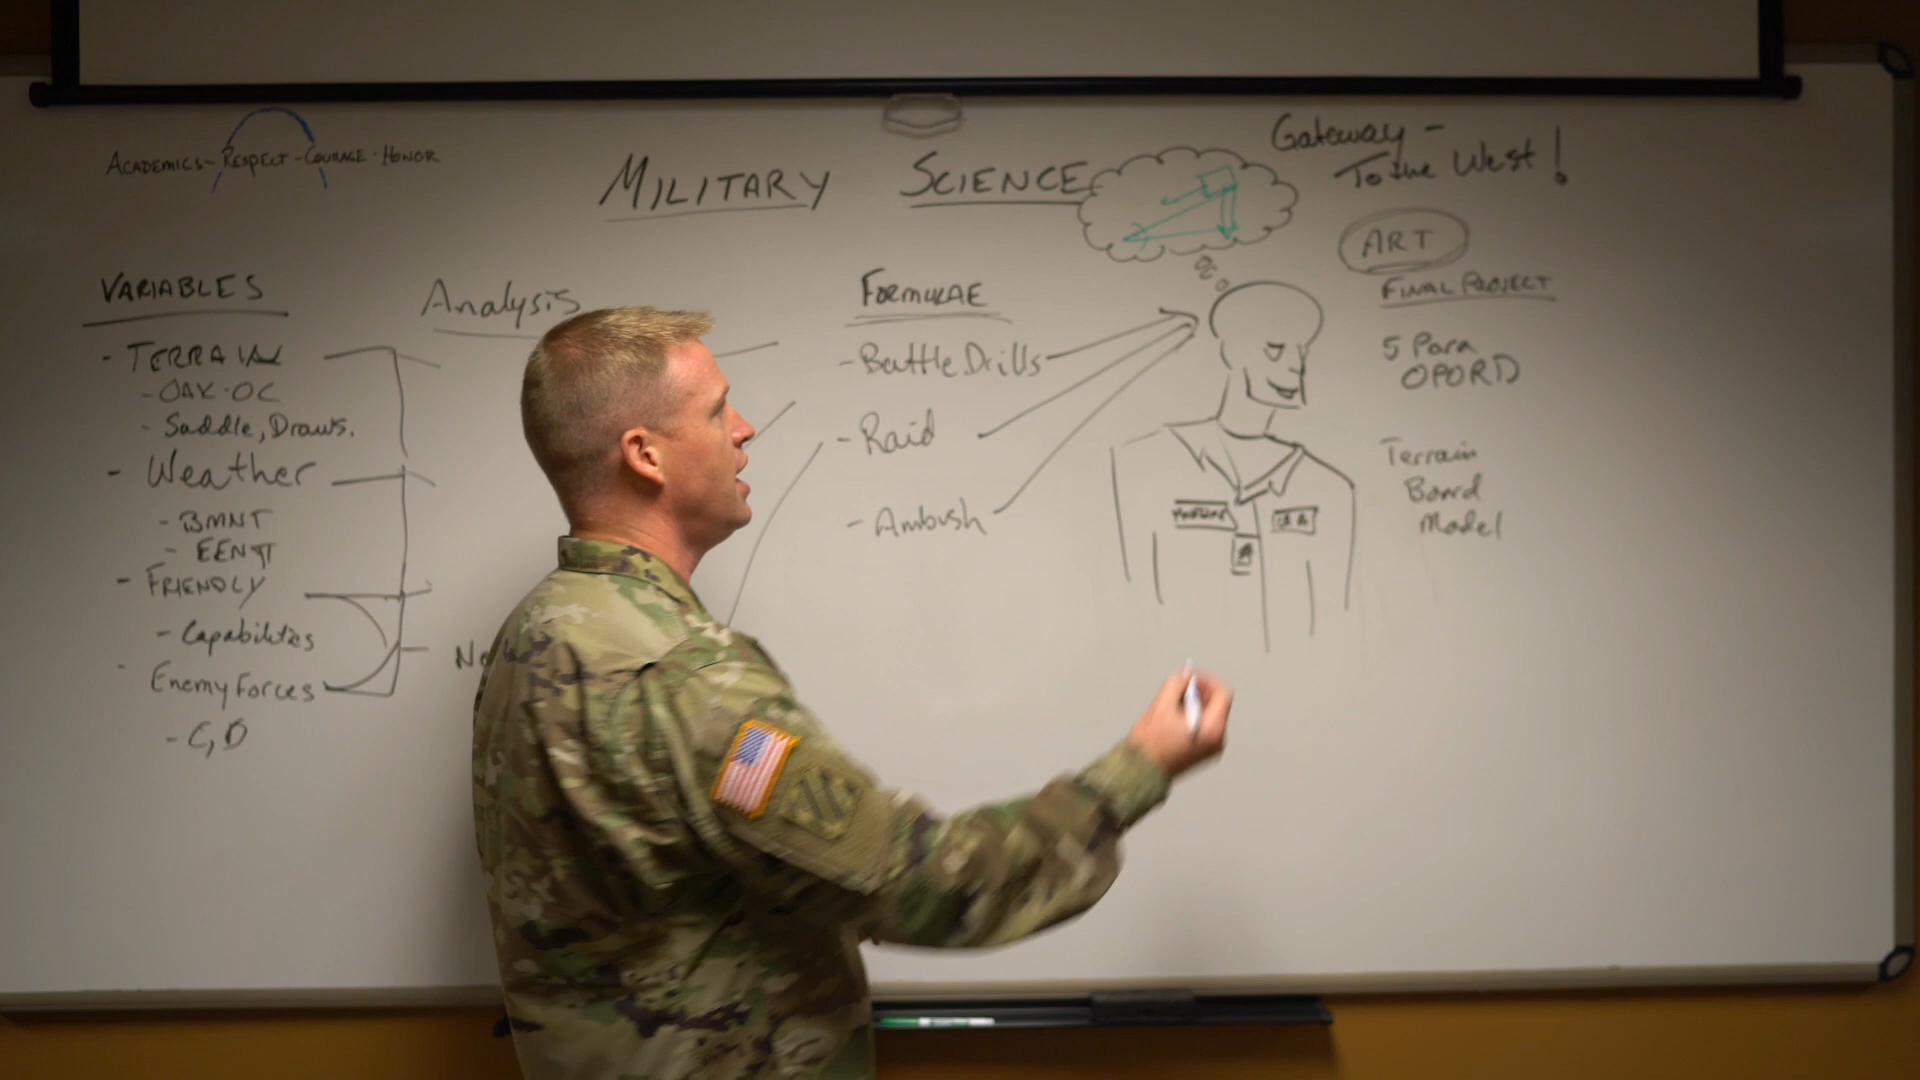 ACADEMICS - RESPECT - COURAGE - HONOR
MILITARY SCIENCE
Gateway -
To the West!
VARIABLES
- TERRAIN
- OAK-OC
- Saddle, Draws.
- Weather
- BMNT
- EENT
- FRIENDLY
- Capabilities
- Enemy Forces
- C, D
Analysis
FORMULAE
- Battle Drills
- Raid
- Ambush
ART
FINAL PROJECT
5 Para
OPORD
Terrain
Board
Model